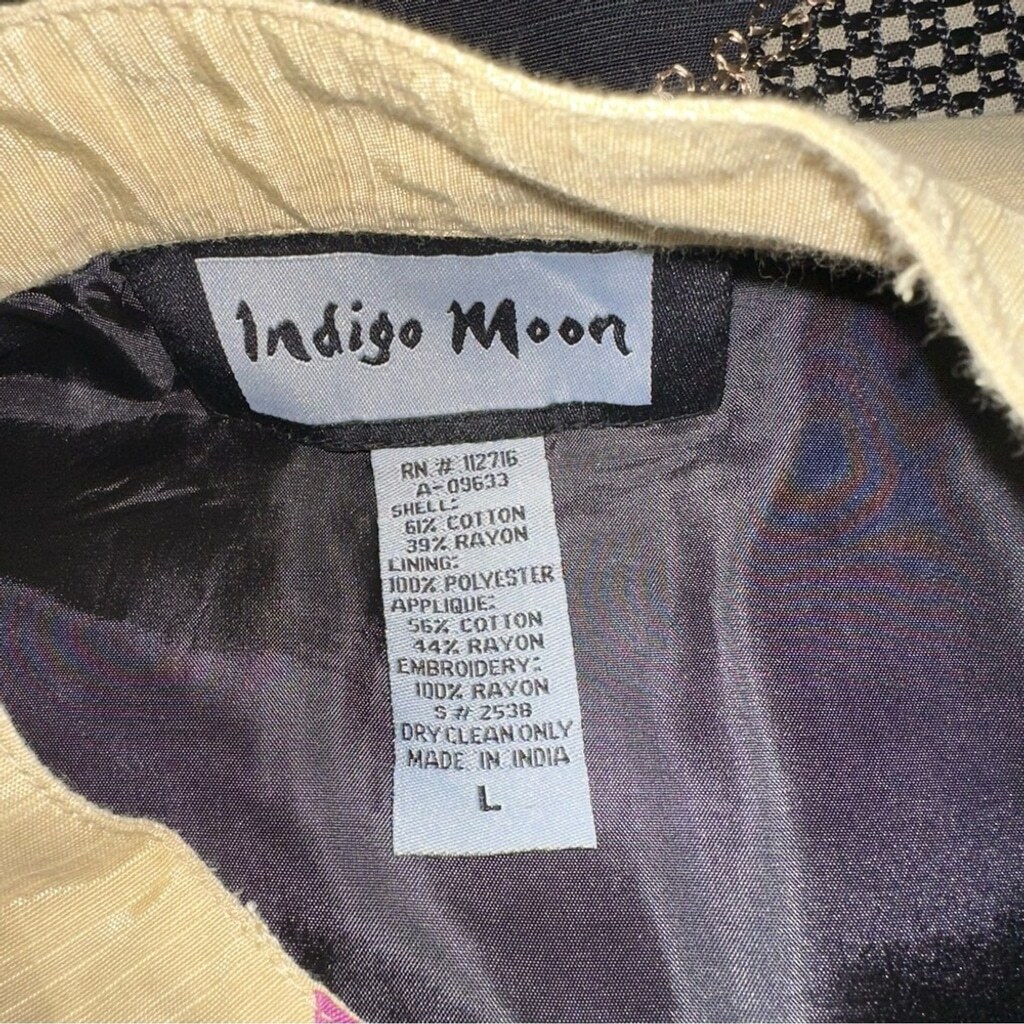 Indigo Moon
RN # 112716
A-09633
SHELL:
61% COTTON
39% RAYON
LINING:
100% POLYESTER
APPLIQUE:
56% COTTON
44% RAYON
EMBROIDERY:
100% RAYON
S # 2538
DRY CLEAN ONLY
MADE IN INDIA
L